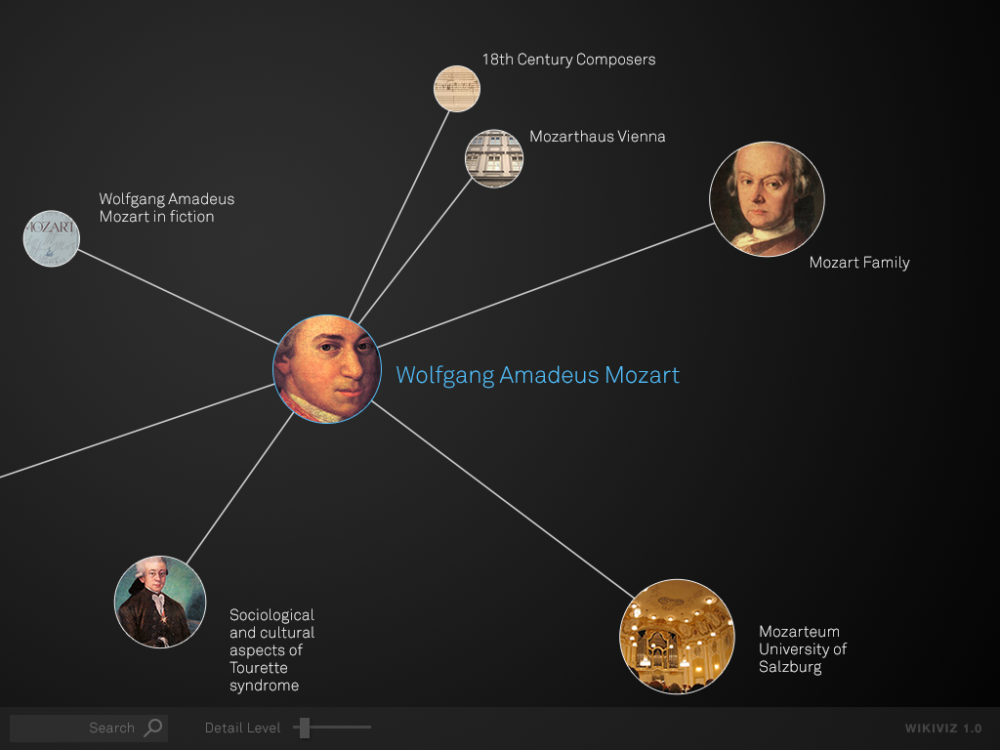 18th Century Composers
Mozarthaus Vienna
Wolfgang Amadeus
Mozart in fiction
MOZART
Mozart Family
Wolfgang Amadeus Mozart
Sociological
and cultural
aspects of
Tourette
syndrome
Mozarteum
University of
Salzburg
Search
Detail Level
WIKIVIZ 1.0